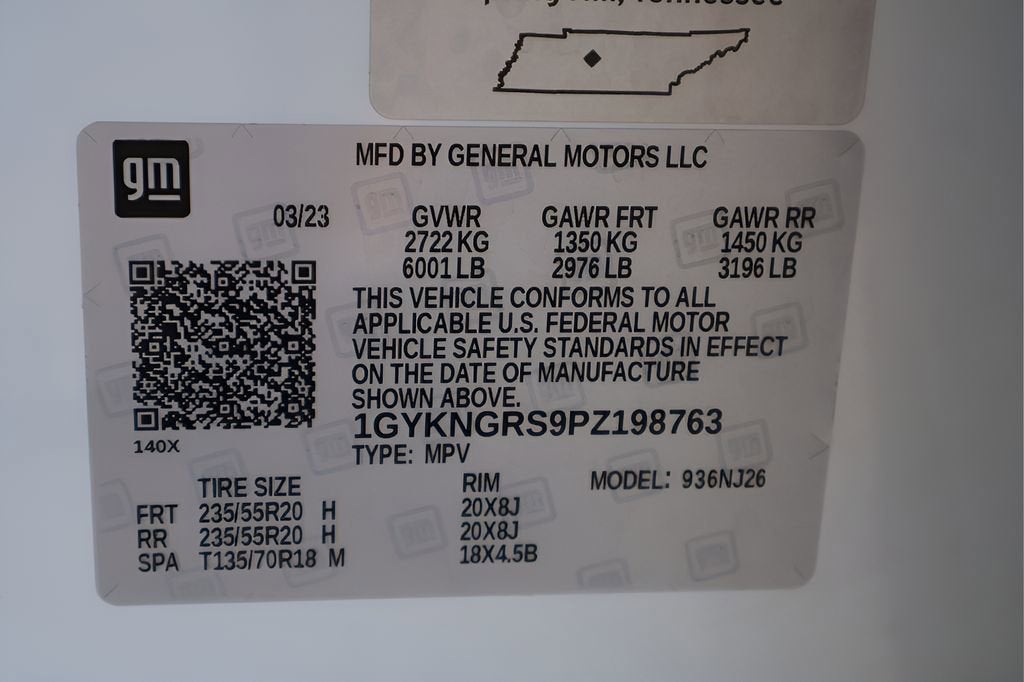 Tennessee
gm
MFD BY GENERAL MOTORS LLC
03/23 GVWR GAWR FRT GAWR RR
2722 KG 1350 KG 1450 KG
6001 LB 2976 LB 3196 LB
THIS VEHICLE CONFORMS TO ALL
APPLICABLE U.S. FEDERAL MOTOR
VEHICLE SAFETY STANDARDS IN EFFECT
ON THE DATE OF MANUFACTURE
SHOWN ABOVE.
1GYKNGRS9PZ198763
140X
TYPE: MPV
TIRE SIZE RIM MODEL: 936NJ26
FRT 235/55R20 H 20X8J
RR 235/55R20 H 20X8J
SPA T135/70R18 M 18X4.5B